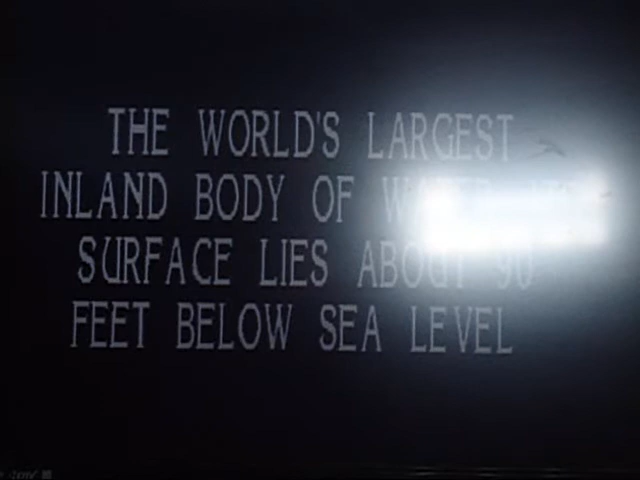 THE WORLD'S LARGEST
INLAND BODY OF
SURFACE LIES ABOUT 90
FEET BELOW SEA LEVEL